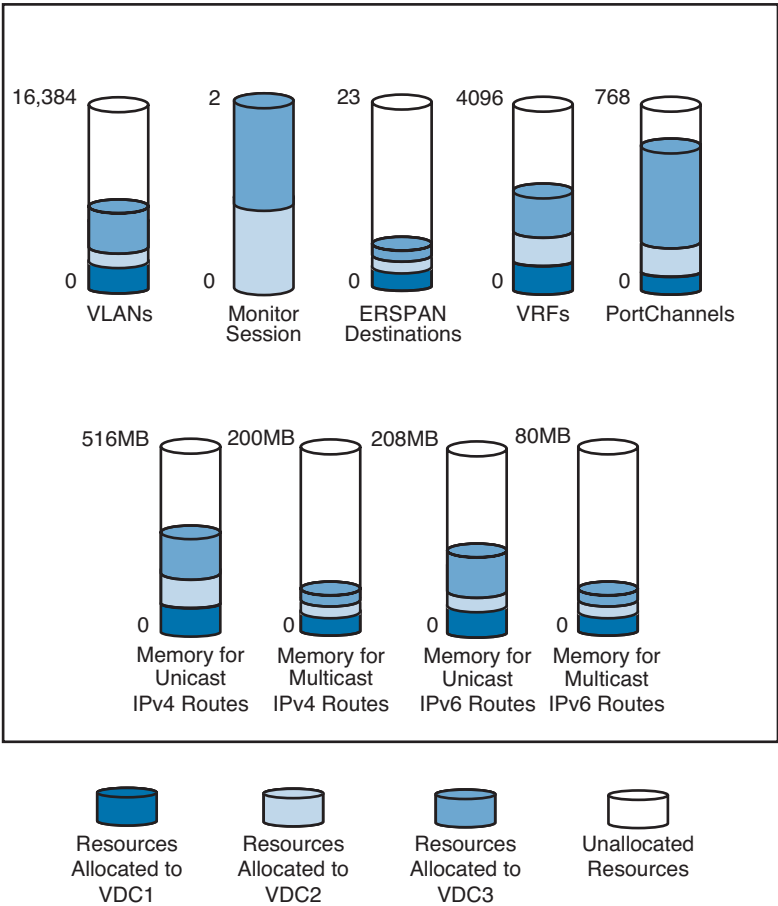 16,384
2
23
4096
768
0
0
0
0
0
VLANs
Monitor
Session
ERSPAN
Destinations
VRFs
PortChannels
516MB
200MB
208MB
80MB
0
0
0
0
Memory for
Unicast
IPv4 Routes
Memory for
Multicast
IPv4 Routes
Memory for
Unicast
IPv6 Routes
Memory for
Multicast
IPv6 Routes
Resources
Allocated to
VDC1
Resources
Allocated to
VDC2
Resources
Allocated to
VDC3
Unallocated
Resources